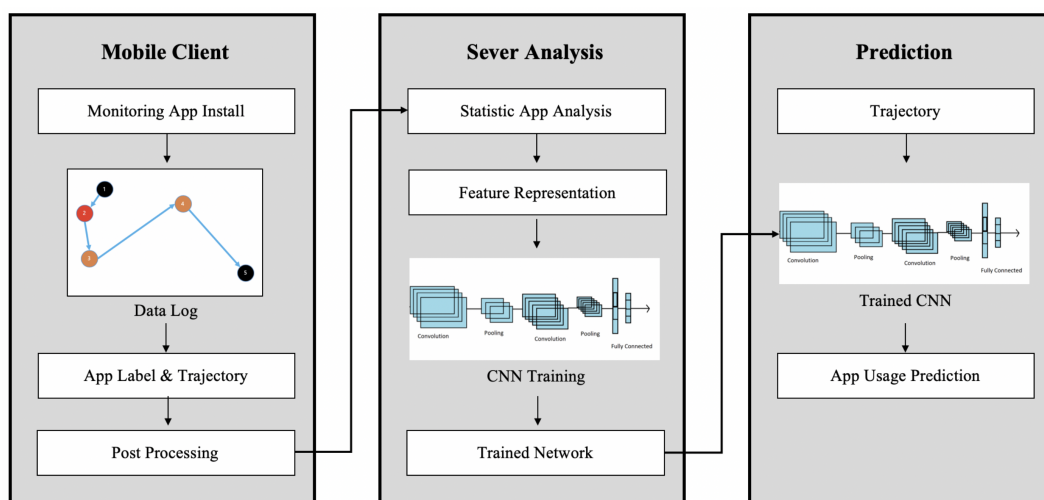 Mobile Client
Monitoring App Install
1
2
3
4
5
Data Log
App Label & Trajectory
Post Processing
Sever Analysis
Statistic App Analysis
Feature Representation
Convolution
Pooling
Convolution
Pooling
Fully Connected
CNN Training
Trained Network
Prediction
Trajectory
Convolution
Pooling
Convolution
Pooling
Fully Connected
Trained CNN
App Usage Prediction